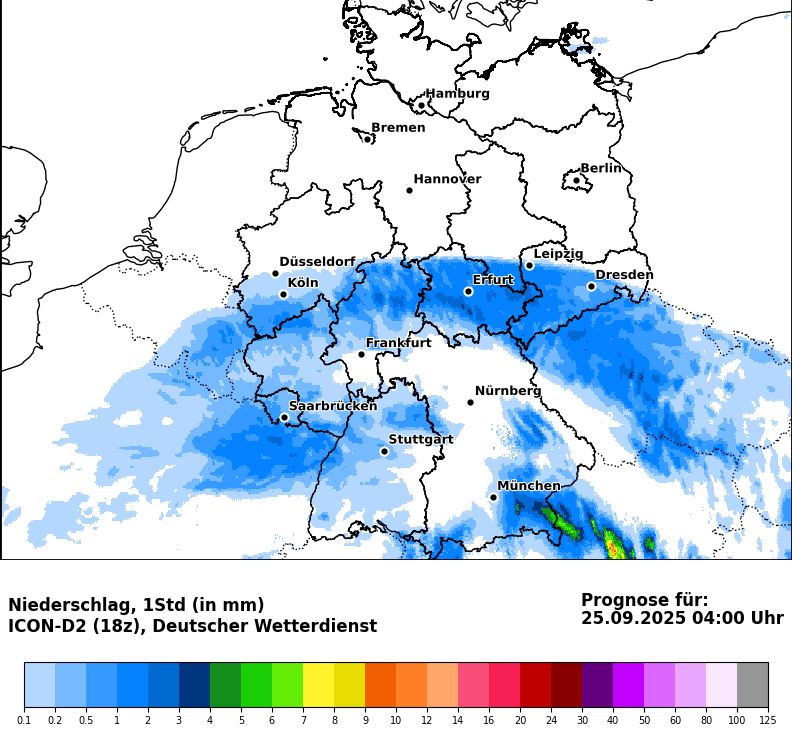 Hamburg
Bremen
Berlin
Hannover
Leipzig
Düsseldorf
Dresden
Köln
Erfurt
Frankfurt
Nürnberg
Saarbrücken
Stuttgart
München
Niederschlag, 1Std (in mm)
ICON-D2 (18z), Deutscher Wetterdienst
Prognose für:
25.09.2025 04:00 Uhr
0.1 0.2 0.5 1 2 3 4 5 6 7 8 9 10 12 14 16 20 24 30 40 50 60 80 100 125